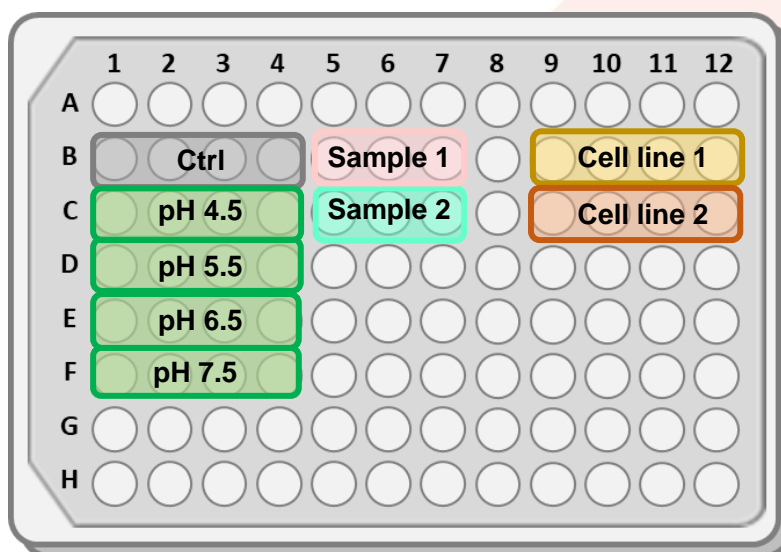 1 2 3 4 5 6 7 8 9 10 11 12
A
B Ctrl Sample 1 Cell line 1
C pH 4.5 Sample 2 Cell line 2
D pH 5.5
E pH 6.5
F pH 7.5
G
H